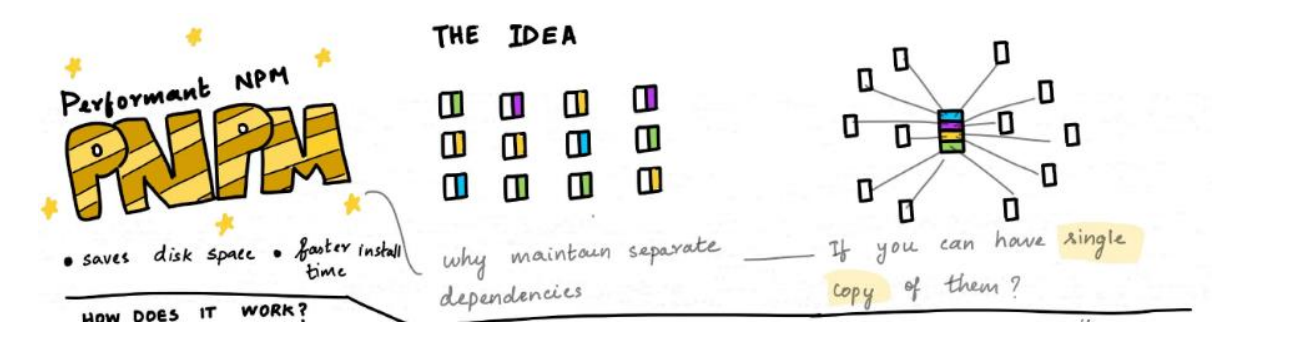 Performant NPM
PNPM
• saves disk space • faster install
time
HOW DOES IT WORK?
THE IDEA
why maintain separate
dependencies
If you can have single
copy of them?